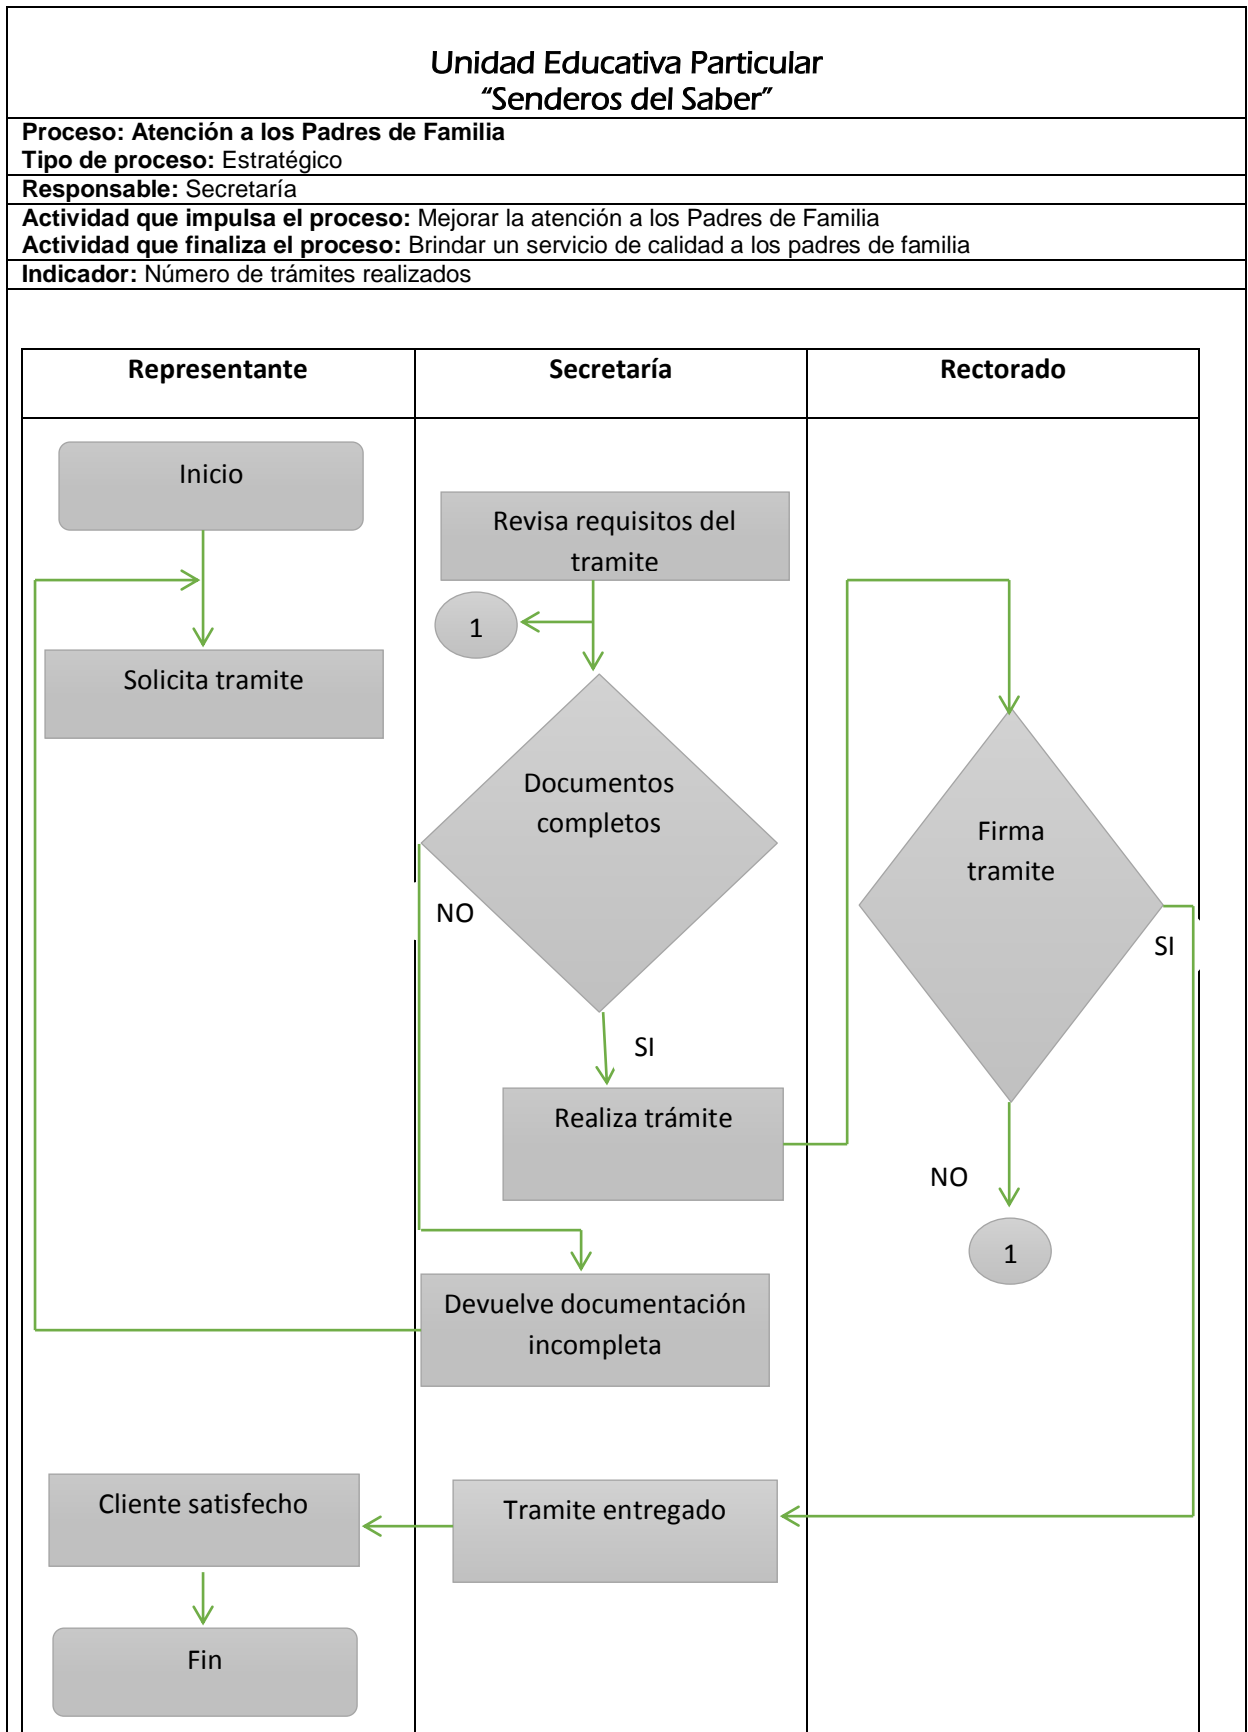 Unidad Educativa Particular
“Senderos del Saber”
Proceso: Atención a los Padres de Familia
Tipo de proceso: Estratégico
Responsable: Secretaría
Actividad que impulsa el proceso: Mejorar la atención a los Padres de Familia
Actividad que finaliza el proceso: Brindar un servicio de calidad a los padres de familia
Indicador: Número de trámites realizados
Representante
Secretaría
Rectorado
Inicio
Revisa requisitos del
tramite
1
Solicita tramite
Documentos
completos
Firma
tramite
NO
SI
SI
Realiza trámite
NO
1
Devuelve documentación
incompleta
Cliente satisfecho
Tramite entregado
Fin